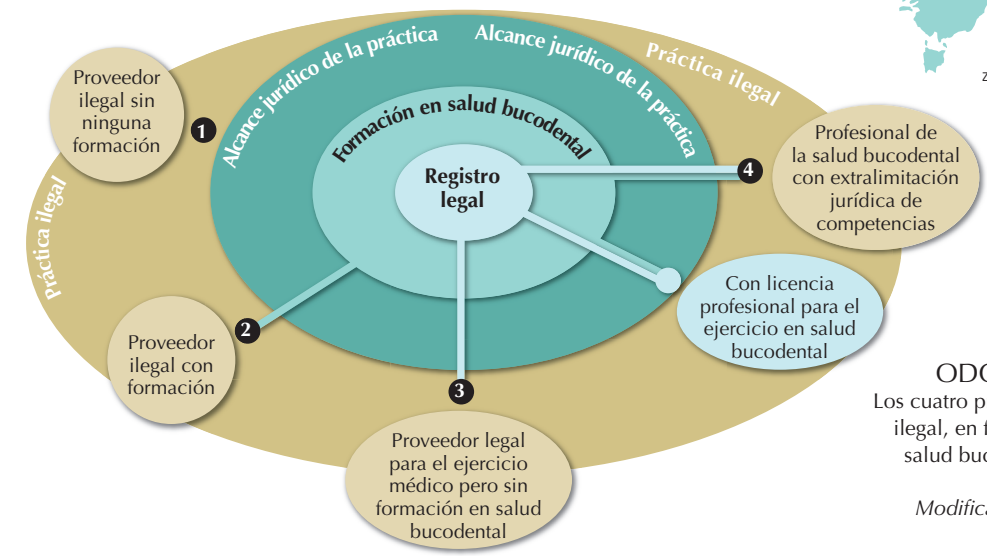 Alcance jurídico de la práctica
Alcance jurídico de la práctica
Práctica ilegal
Práctica ilegal
Formación en salud bucodental
Registro
legal
Proveedor
ilegal sin
ninguna
formación
1
Profesional de
la salud bucodental
con extralimitación
jurídica de
competencias
4
Con licencia
profesional para el
ejercicio en salud
bucodental
2
Proveedor
ilegal con
formación
3
Proveedor legal
para el ejercicio
médico pero sin
formación en salud
bucodental
Los cuatro p
ilegal, en f
salud buc
Modifica
ODO